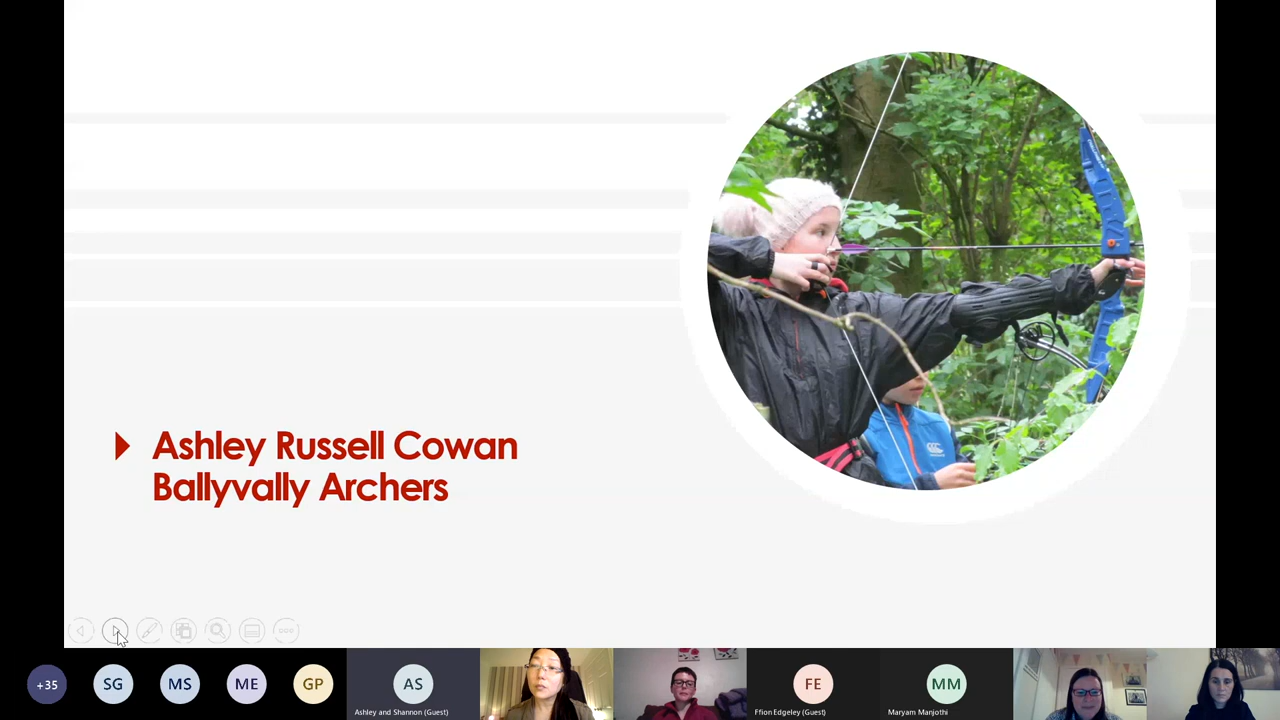 Ashley Russell Cowan
Ballyvally Archers
+35
SG
MS
ME
GP
AS
FE
MM
Ashley and Shannon (Guest)
Ffion Edgeley (Guest)
Maryam Manjothi